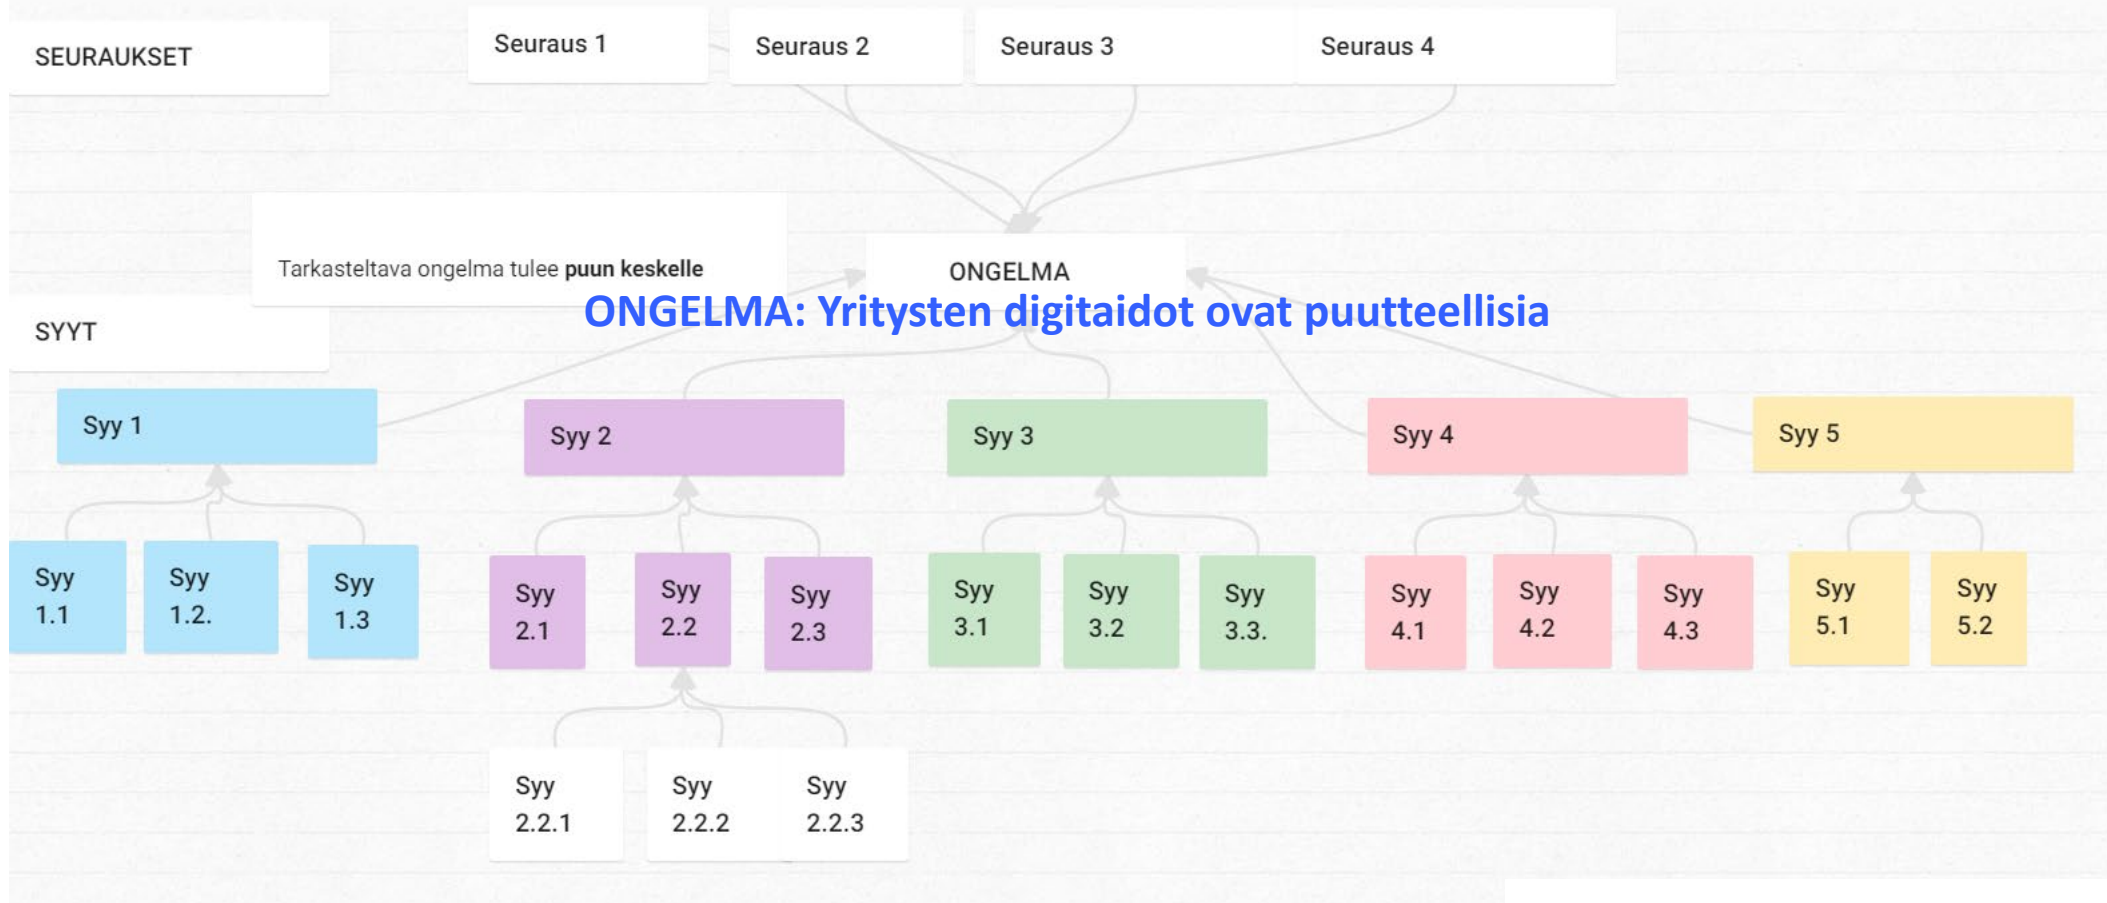 SEURAUKSET
Seuraus 1
Seuraus 2
Seuraus 3
Seuraus 4
Tarkasteltava ongelma tulee puun keskelle
ONGELMA
ONGELMA: Yritysten digitaidot ovat puutteellisia
SYYT
Syy 1
Syy 2
Syy 3
Syy 4
Syy 5
Syy
1.1
Syy
1.2.
Syy
1.3
Syy
2.1
Syy
2.2
Syy
2.3
Syy
3.1
Syy
3.2
Syy
3.3.
Syy
4.1
Syy
4.2
Syy
4.3
Syy
5.1
Syy
5.2
Syy
2.2.1
Syy
2.2.2
Syy
2.2.3